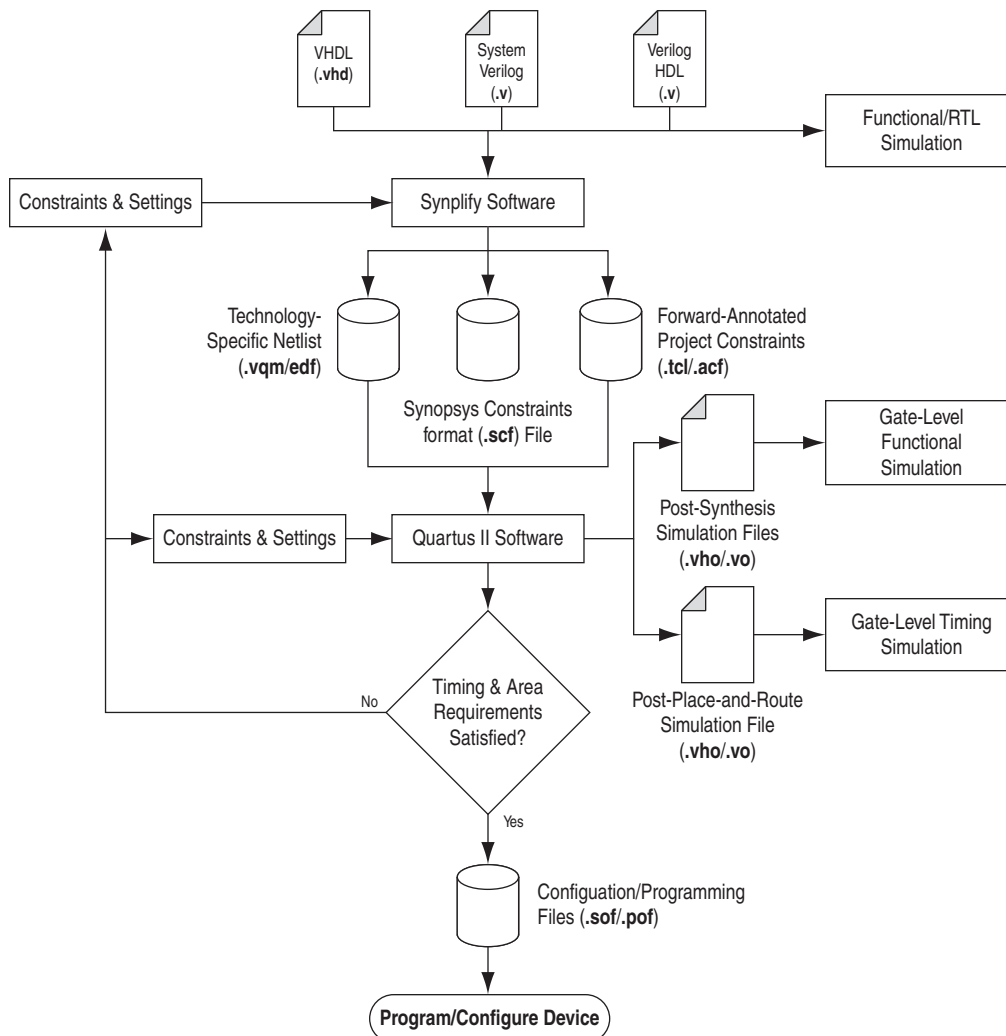 VHDL
(.vhd)
System
Verilog
(.v)
Verilog
HDL
(.v)
Functional/RTL
Simulation
Constraints & Settings
Synplify Software
Technology-
Specific Netlist
(.vqm/edf)
Forward-Annotated
Project Constraints
(.tcl/.acf)
Synopsys Constraints
format (.scf) File
Gate-Level
Functional
Simulation
Post-Synthesis
Simulation Files
(.vho/.vo)
Constraints & Settings
Quartus II Software
Gate-Level Timing
Simulation
Post-Place-and-Route
Simulation File
(.vho/.vo)
No
Timing & Area
Requirements
Satisfied?
Yes
Configuation/Programming
Files (.sof/.pof)
Program/Configure Device